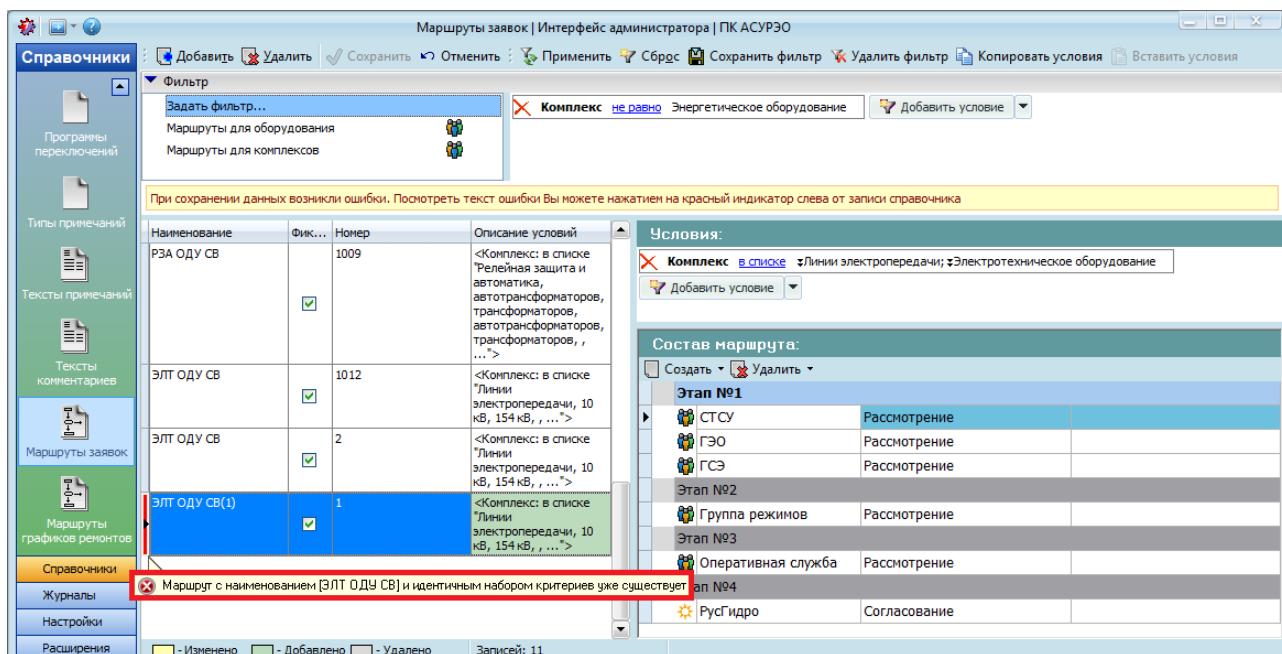 Маршруты заявок | Интерфейс администратора | ПК АСУРЭО
Справочники
Добавить Удалить Сохранить Отменить Применить Сброс Сохранить фильтр Удалить фильтр Копировать условия Вставить условия
Фильтр
Задать фильтр...
Маршруты для оборудования
Маршруты для комплексов
Комплекс не равно Энергетическое оборудование
Добавить условие
Программы
переключений
Типы примечаний
Тексты примечаний
Тексты
комментариев
Маршруты заявок
Маршруты
графиков ремонтов
Справочники
Журналы
Настройки
Расширения
При сохранении данных возникли ошибки. Посмотреть текст ошибки Вы можете нажатием на красный индикатор слева от записи справочника
Наименование Фик... Номер Описание условий
РЗА ОДУ СВ 1009 <Комплекс: в списке
"Релейная защита и
автоматика,
автотрансформаторов,
трансформаторов,
автотрансформаторов,
трансформаторов, ,
...">
ЭЛТ ОДУ СВ 1012 <Комплекс: в списке
"Линии
электропередачи, 10
кВ, 154 кВ, , ...">
ЭЛТ ОДУ СВ 2 <Комплекс: в списке
"Линии
электропередачи, 10
кВ, 154 кВ, , ...">
ЭЛТ ОДУ СВ(1) 1 <Комплекс: в списке
"Линии
электропередачи, 10
кВ, 154 кВ, , ...">
Маршрут с наименованием [ЭЛТ ОДУ СВ] и идентичным набором критериев уже существует
Условия:
Комплекс в списке Линии электропередачи; Электротехническое оборудование
Добавить условие
Состав маршрута:
Создать Удалить
Этап №1
СТСУ Рассмотрение
ГЭО Рассмотрение
ГСЭ Рассмотрение
Этап №2
Группа режимов Рассмотрение
Этап №3
Оперативная служба Рассмотрение
ап №4
РусГидро Согласование
- Изменено - Добавлено - Удалено Записей: 11